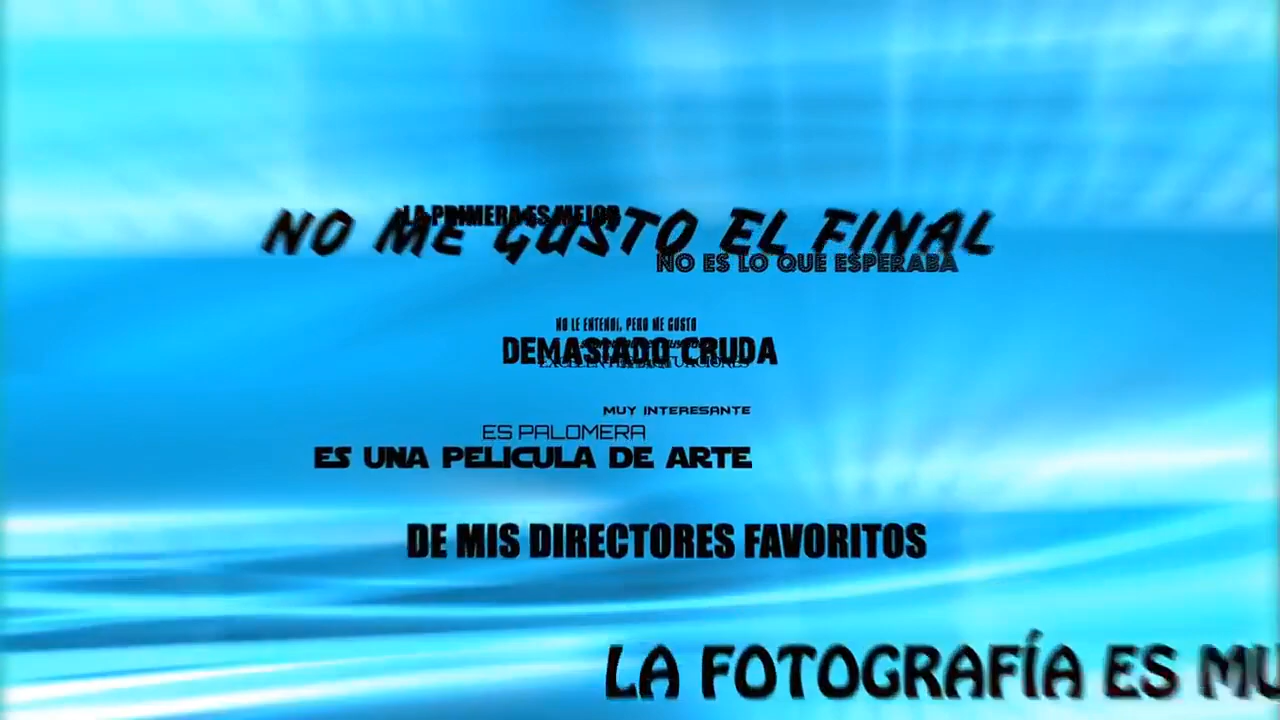 LA PRIMERA ES MEJOR
NO ME GUSTO EL FINAL
NO ES LO QUE ESPERABA
NO LE ENTENDI, PERO ME GUSTO
DEMASIADO CRUDA
EXCELENTES ACTUACIONES
MUY INTERESANTE
ES PALOMERA
ES UNA PELICULA DE ARTE
DE MIS DIRECTORES FAVORITOS
LA FOTOGRAFÍA ES MU